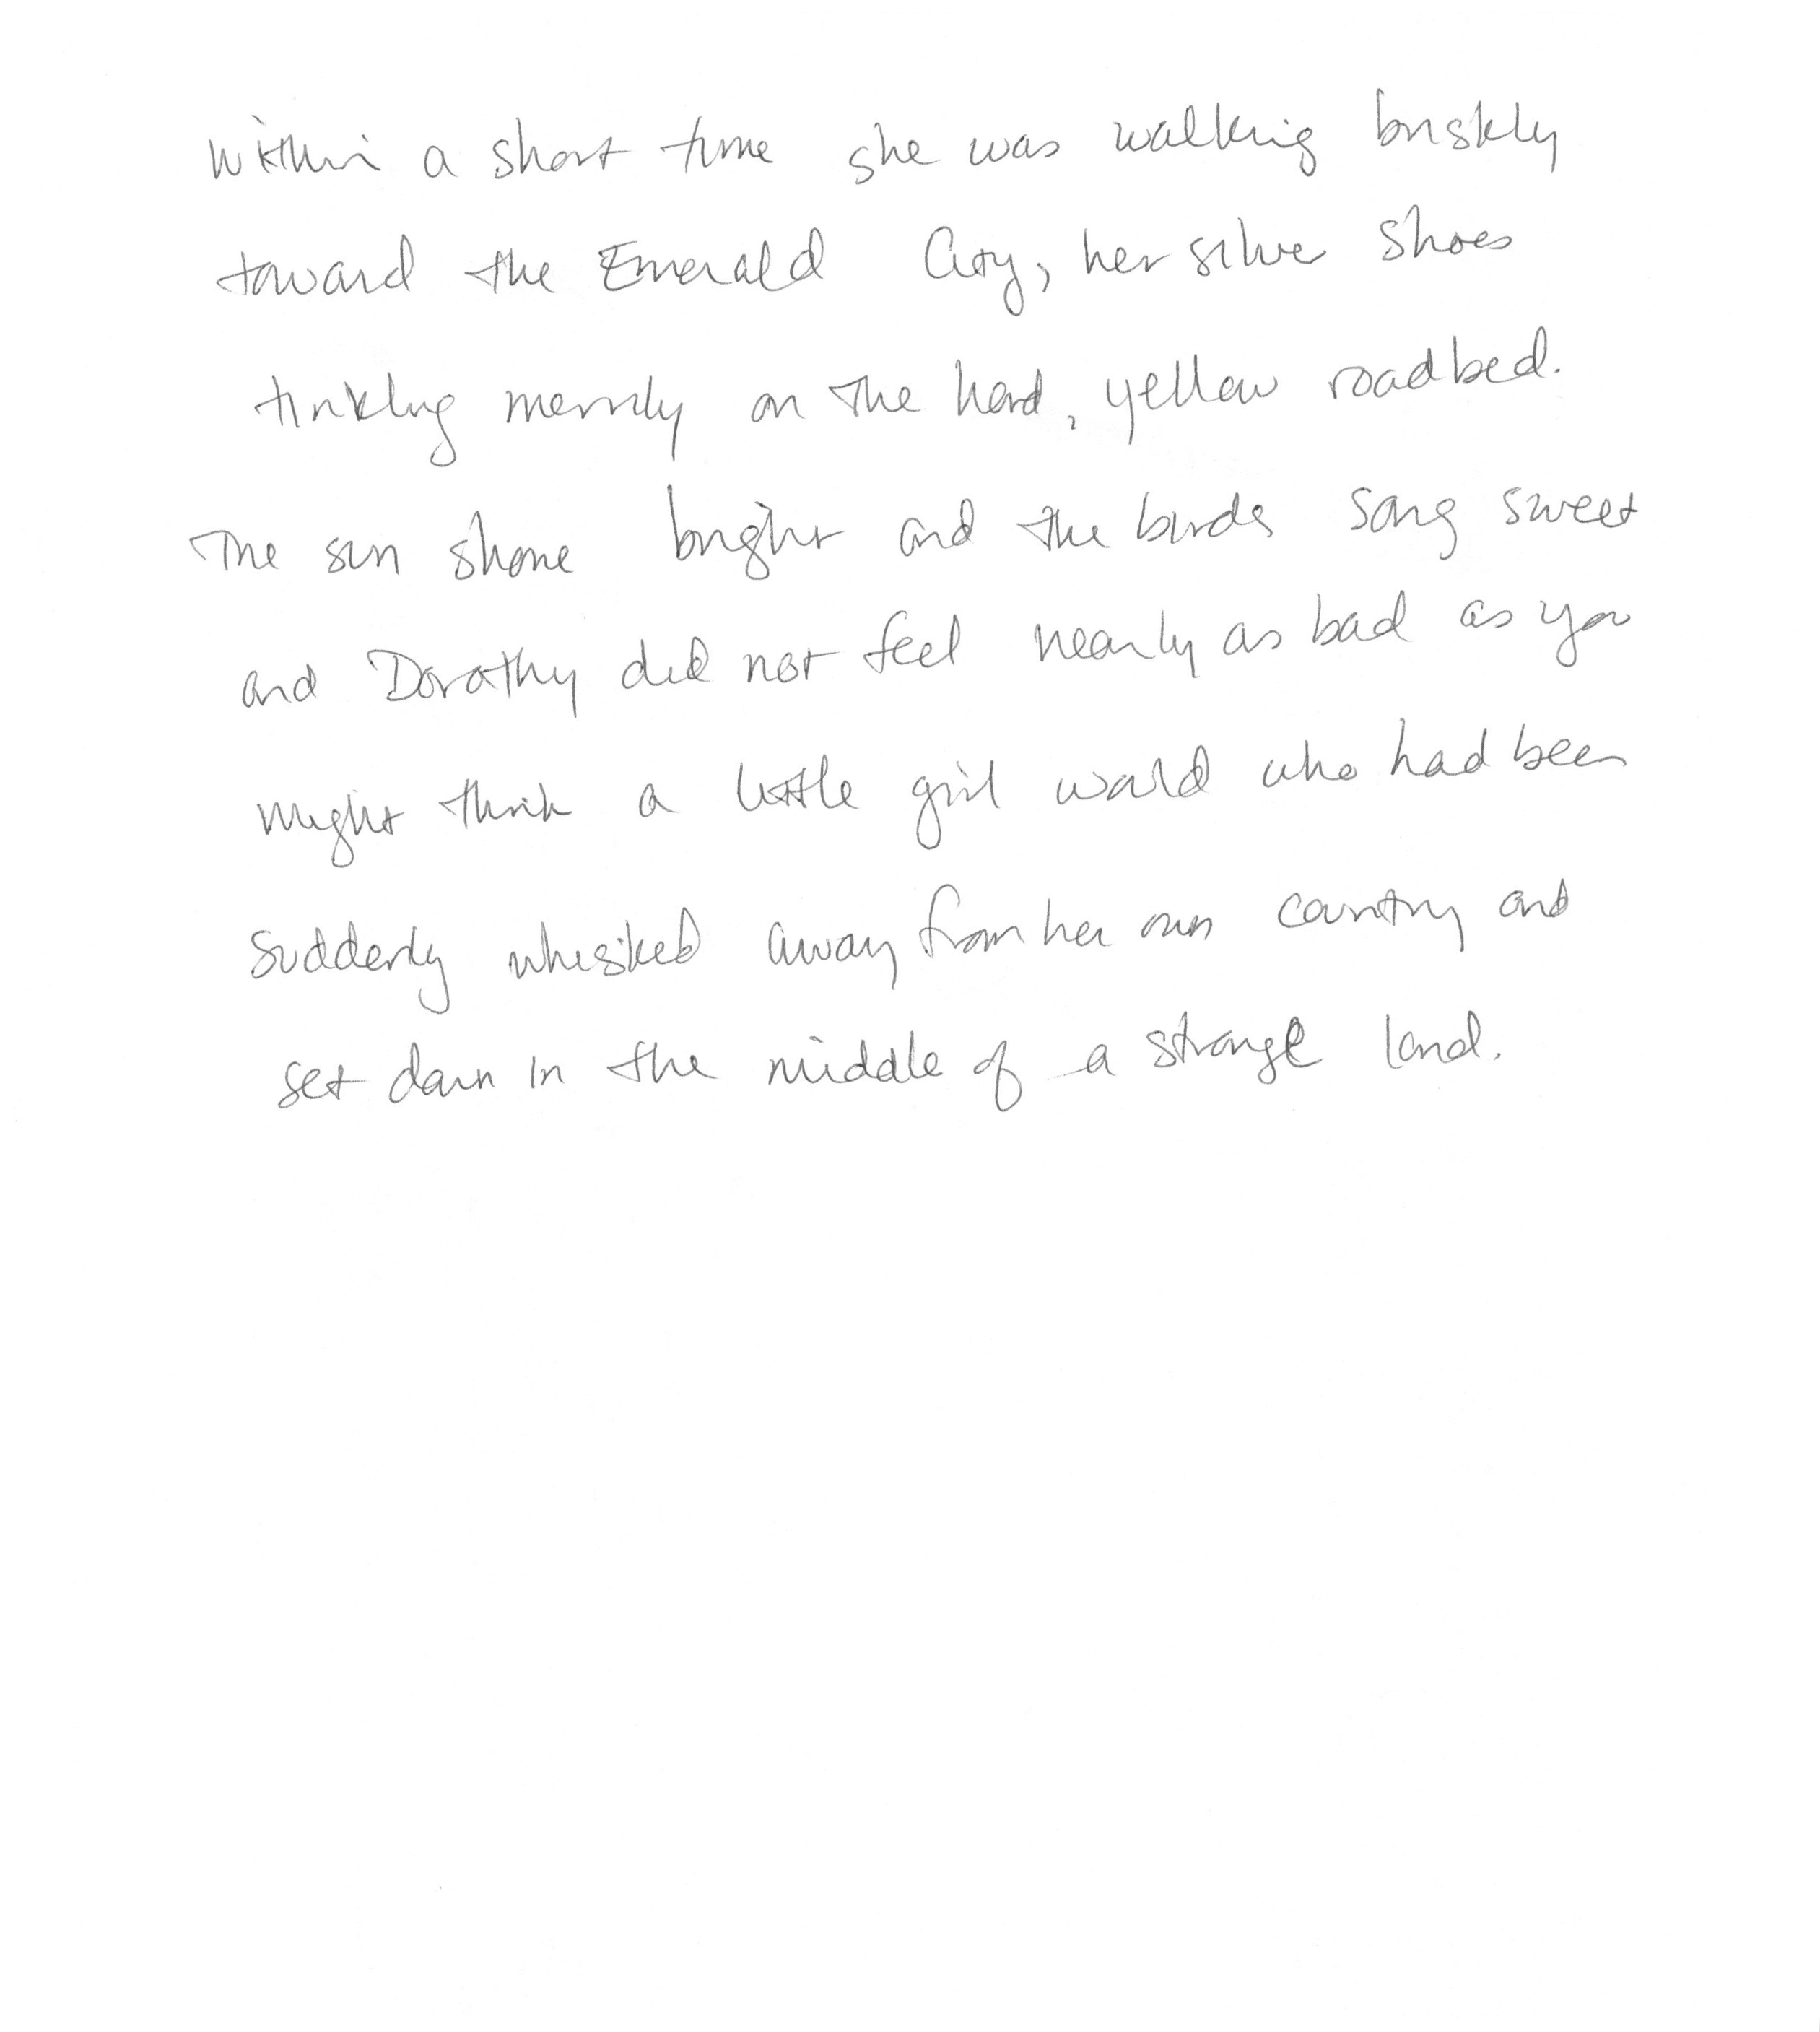 Within a short time she was walking briskly
toward the Emerald City, her silver shoes
tinkling merrily on the hard, yellow roadbed.
The sun shone bright and the birds sang sweet
and Dorothy did not feel nearly as bad as you
might think a little girl would who had been
suddenly whisked away from her own country and
set down in the middle of a strange land.